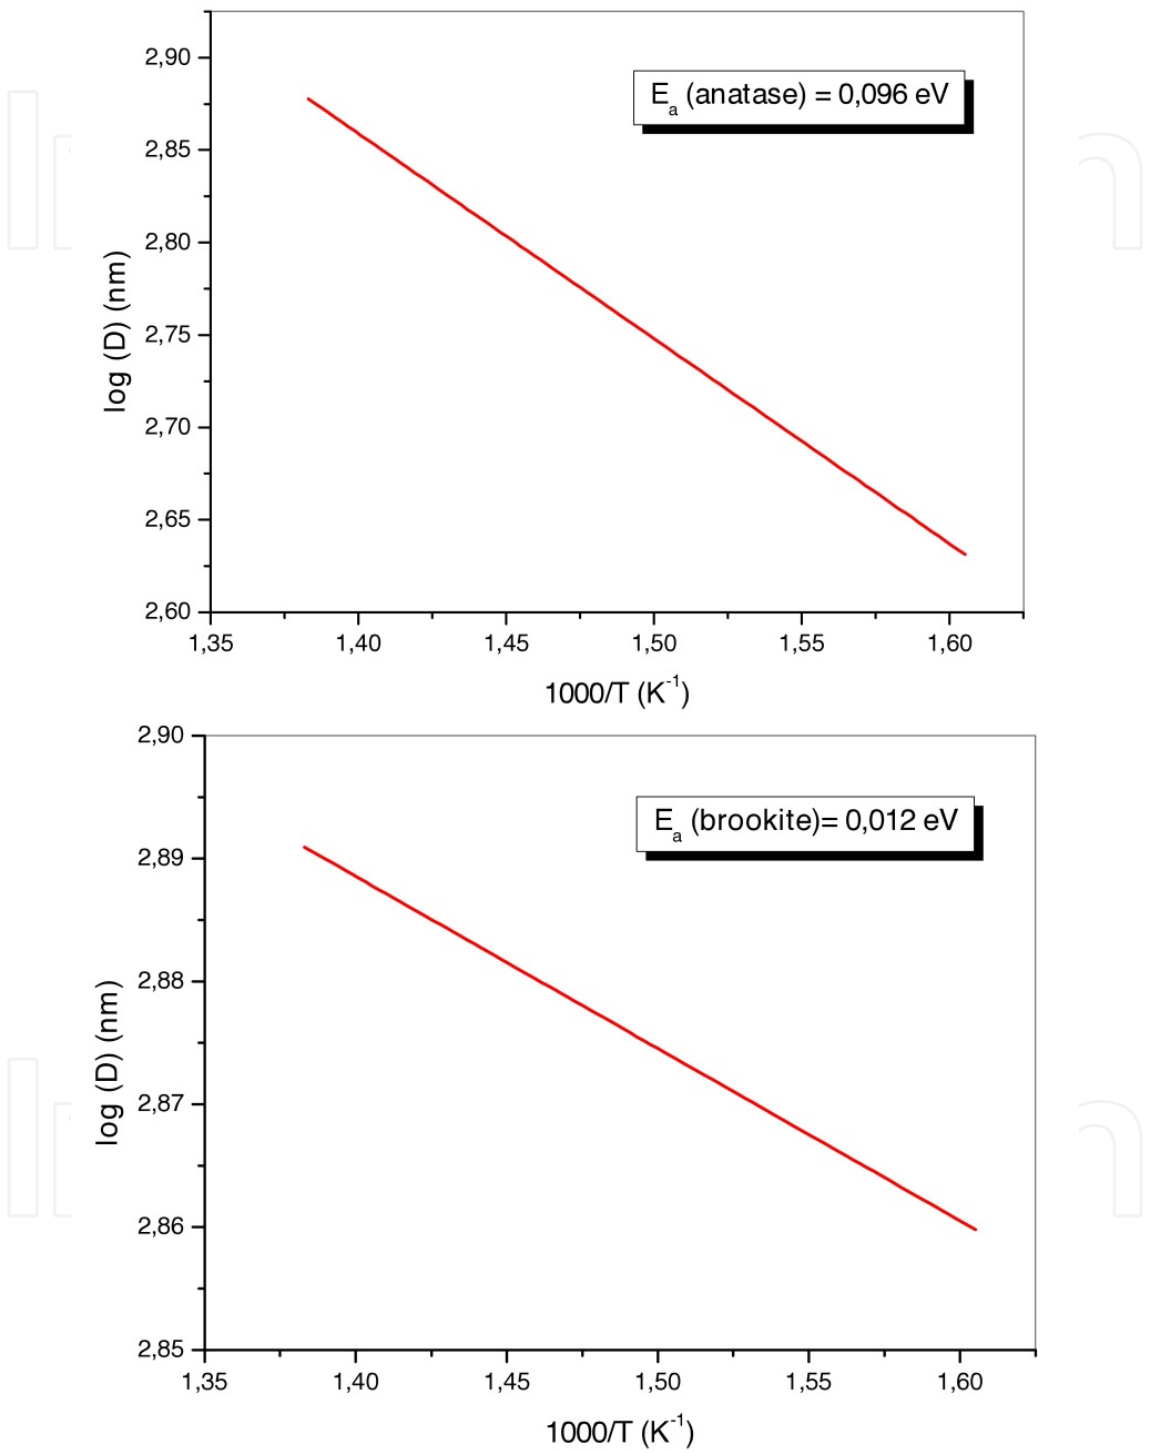 2,90
2,85
2,80
2,75
2,70
2,65
2,60
log (D) (nm)
Eₐ (anatase) = 0,096 eV
1,35 1,40 1,45 1,50 1,55 1,60
1000/T (K⁻¹)
2,90
2,89
2,88
2,87
2,86
2,85
log (D) (nm)
Eₐ (brookite)= 0,012 eV
1,35 1,40 1,45 1,50 1,55 1,60
1000/T (K⁻¹)